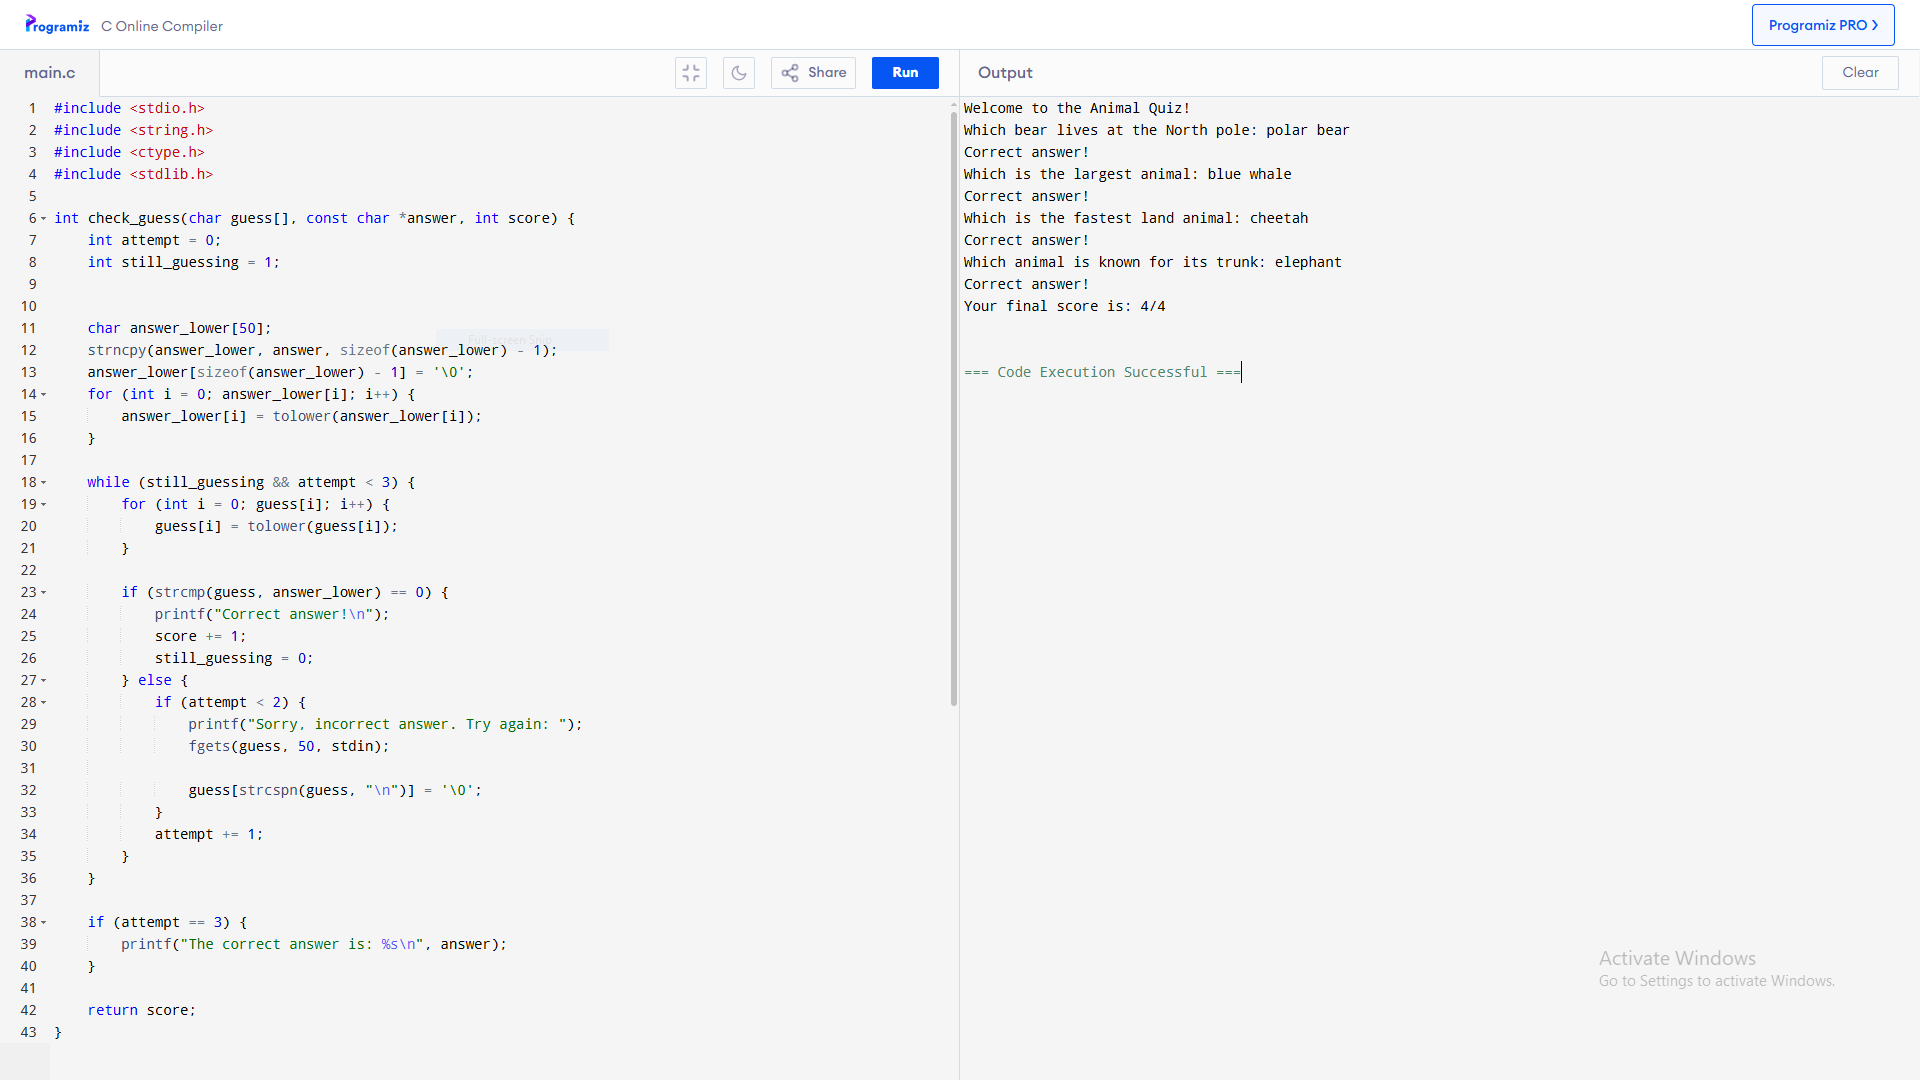 Programiz C Online Compiler
Programiz PRO
main.c
Share
Run
Output
Clear
1 #include <stdio.h>
2 #include <string.h>
3 #include <ctype.h>
4 #include <stdlib.h>
5
6 int check_guess(char guess[], const char *answer, int score) {
7     int attempt = 0;
8     int still_guessing = 1;
9
10
11     char answer_lower[50];
Full-screen Snip
12     strncpy(answer_lower, answer, sizeof(answer_lower) - 1);
13     answer_lower[sizeof(answer_lower) - 1] = '\0';
14     for (int i = 0; answer_lower[i]; i++) {
15         answer_lower[i] = tolower(answer_lower[i]);
16     }
17
18     while (still_guessing && attempt < 3) {
19         for (int i = 0; guess[i]; i++) {
20             guess[i] = tolower(guess[i]);
21         }
22
23         if (strcmp(guess, answer_lower) == 0) {
24             printf("Correct answer!\n");
25             score += 1;
26             still_guessing = 0;
27         } else {
28             if (attempt < 2) {
29                 printf("Sorry, incorrect answer. Try again: ");
30                 fgets(guess, 50, stdin);
31
32                 guess[strcspn(guess, "\n")] = '\0';
33             }
34             attempt += 1;
35         }
36     }
37
38     if (attempt == 3) {
39         printf("The correct answer is: %s\n", answer);
40     }
41
42     return score;
43 }
Welcome to the Animal Quiz!
Which bear lives at the North pole: polar bear
Correct answer!
Which is the largest animal: blue whale
Correct answer!
Which is the fastest land animal: cheetah
Correct answer!
Which animal is known for its trunk: elephant
Correct answer!
Your final score is: 4/4
=== Code Execution Successful ===
Activate Windows
Go to Settings to activate Windows.